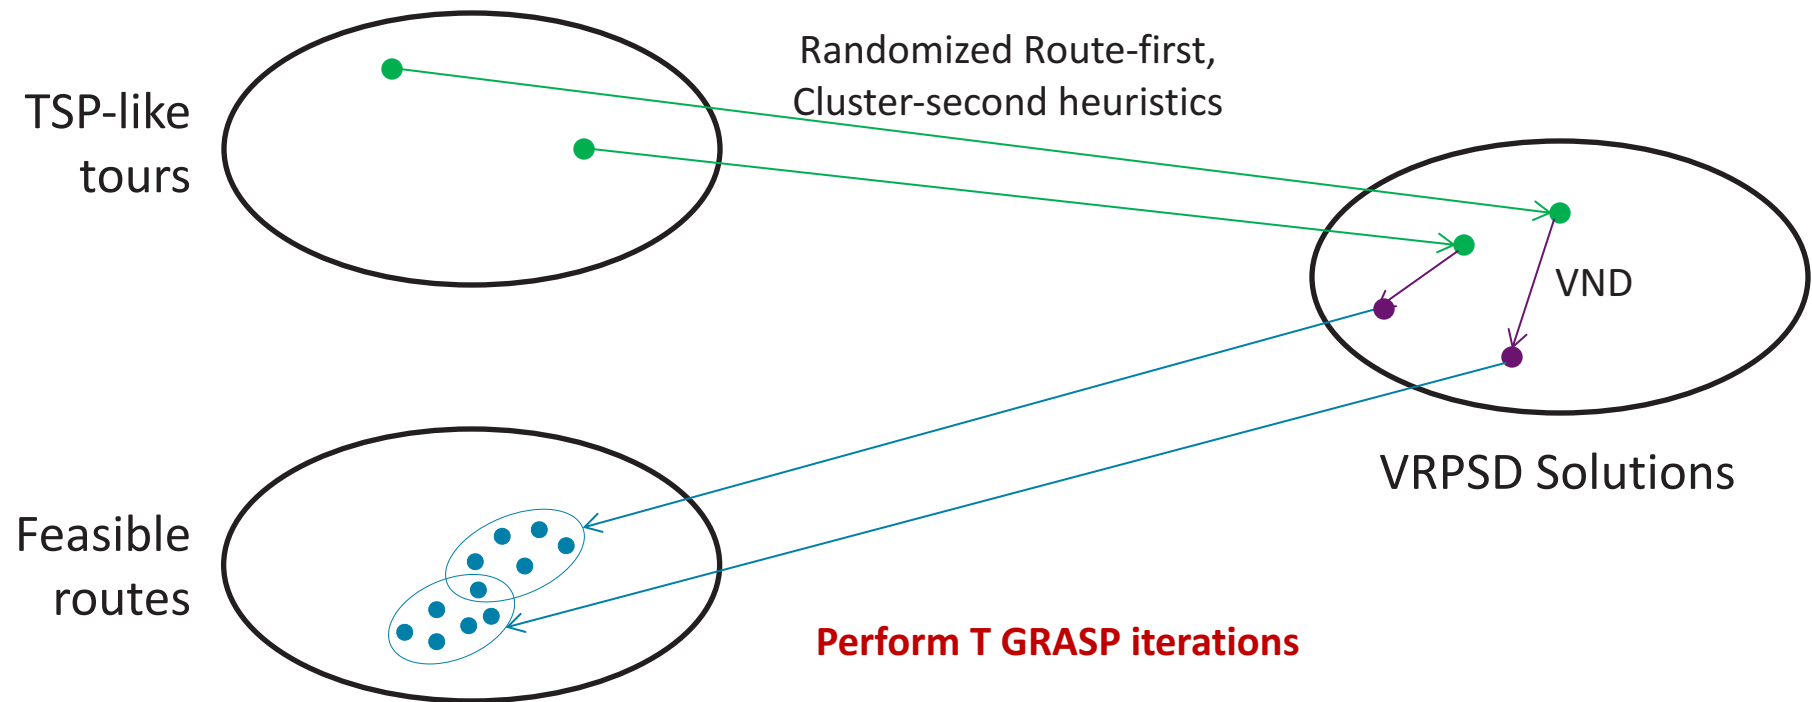 TSP-like
tours
Randomized Route-first,
Cluster-second heuristics
VND
VRPSD Solutions
Feasible
routes
Perform T GRASP iterations